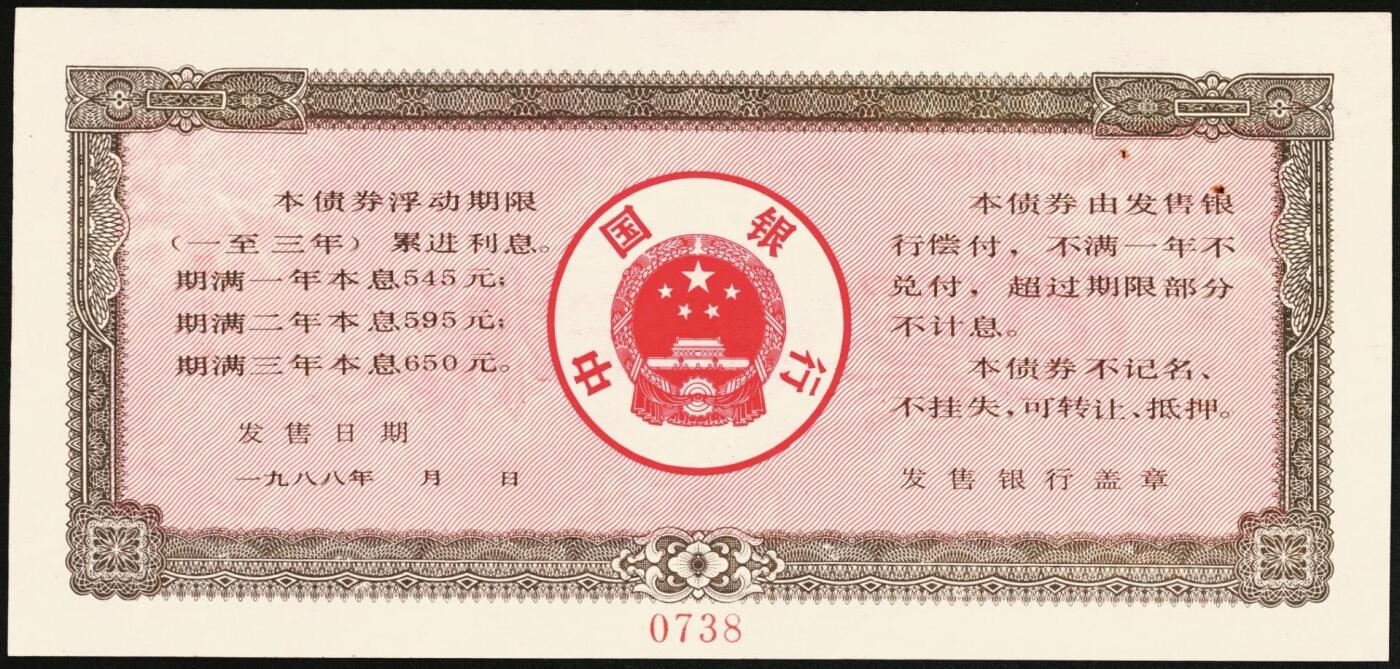 本债券浮动期限
（一至三年）累进利息。
期满一年本息545元；
期满二年本息595元；
期满三年本息650元。
发售日期
一九八八年 月 日
中国银行
本债券由发售银
行偿付，不满一年不
兑付，超过期限部分
不计息。
本债券不记名、
不挂失，可转让、抵押。
发售银行盖章
0738